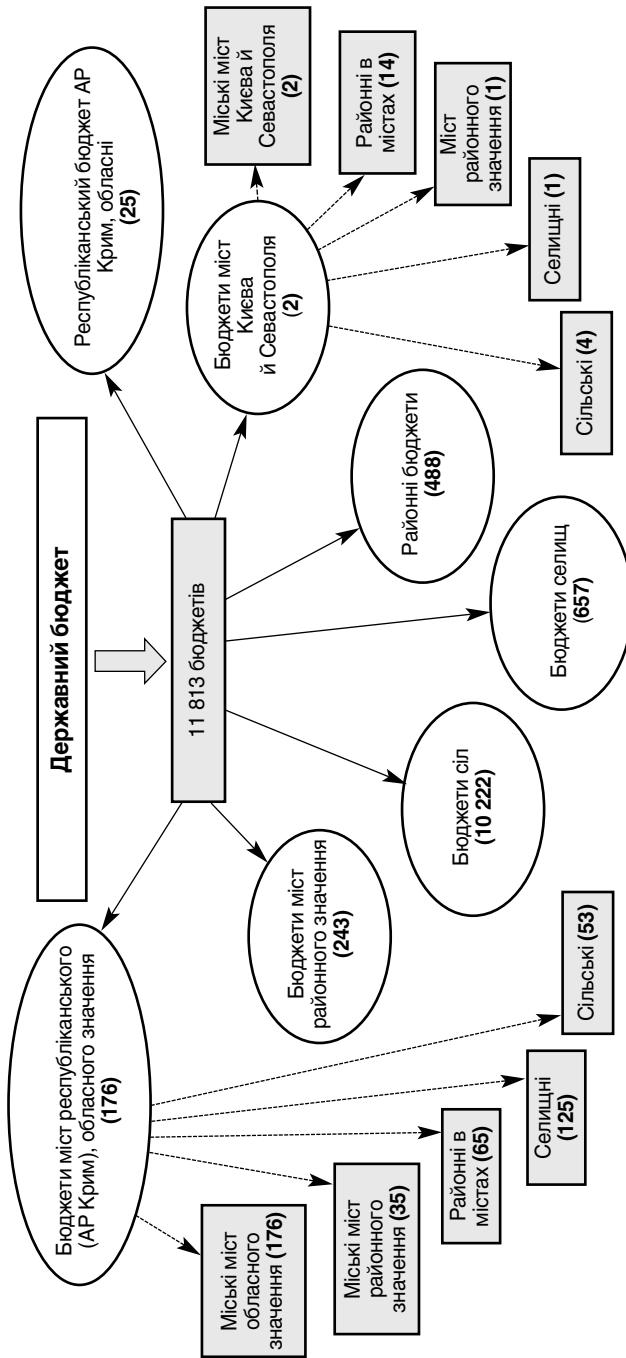 Державний бюджет
11 813 бюджетів
Бюджети міст республіканського
(АР Крим), обласного значення
(176)
Республіканський бюджет АР
Крим, обласні
(25)
Бюджети міст
районного значення
(243)
Бюджети сіл
(10 222)
Бюджети селищ
(657)
Районні бюджети
(488)
Бюджети міст
Києва
й Севастополя
(2)
Міські міст
обласного
значення (176)
Міські міст
районного
значення (35)
Районні в
містах (65)
Селищні
(125)
Сільські (53)
Сільські (4)
Селищні (1)
Міст
районного
значення (1)
Районні в
містах (14)
Міські міст
Києва й
Севастополя
(2)